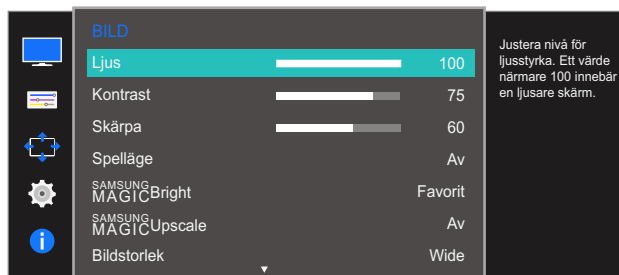 BILD
Ljus 100
Kontrast 75
Skärpa 60
Spelläge Av
SAMSUNG
MAGICBright Favorit
SAMSUNG
MAGICUpscale Av
Bildstorlek Wide
Justera nivå för
ljusstyrka. Ett värde
närmare 100 innebär
en ljusare skärm.